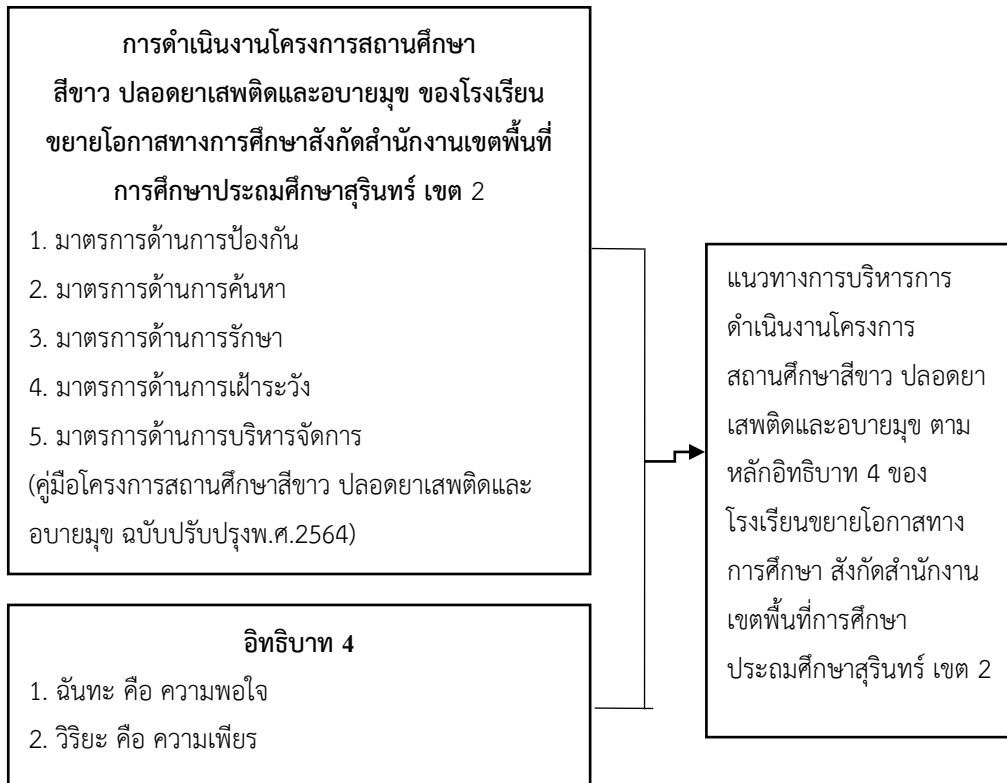 การดำเนินงานโครงการสถานศึกษา
สีขาว ปลอดยาเสพติดและอบายมุข ของโรงเรียน
ขยายโอกาสทางการศึกษาสังกัดสำนักงานเขตพื้นที่
การศึกษาประถมศึกษาสุรินทร์ เขต 2
1. มาตรการด้านการป้องกัน
2. มาตรการด้านการค้นหา
3. มาตรการด้านการรักษา
4. มาตรการด้านการเฝ้าระวัง
5. มาตรการด้านการบริหารจัดการ
(คู่มือโครงการสถานศึกษาสีขาว ปลอดยาเสพติดและ
อบายมุข ฉบับปรับปรุงพ.ศ.2564)
อิทธิบาท 4
1. ฉันทะ คือ ความพอใจ
2. วิริยะ คือ ความเพียร
แนวทางการบริหารการ
ดำเนินงานโครงการ
สถานศึกษาสีขาว ปลอดยา
เสพติดและอบายมุข ตาม
หลักอิทธิบาท 4 ของ
โรงเรียนขยายโอกาสทาง
การศึกษา สังกัดสำนักงาน
เขตพื้นที่การศึกษา
ประถมศึกษาสุรินทร์ เขต 2